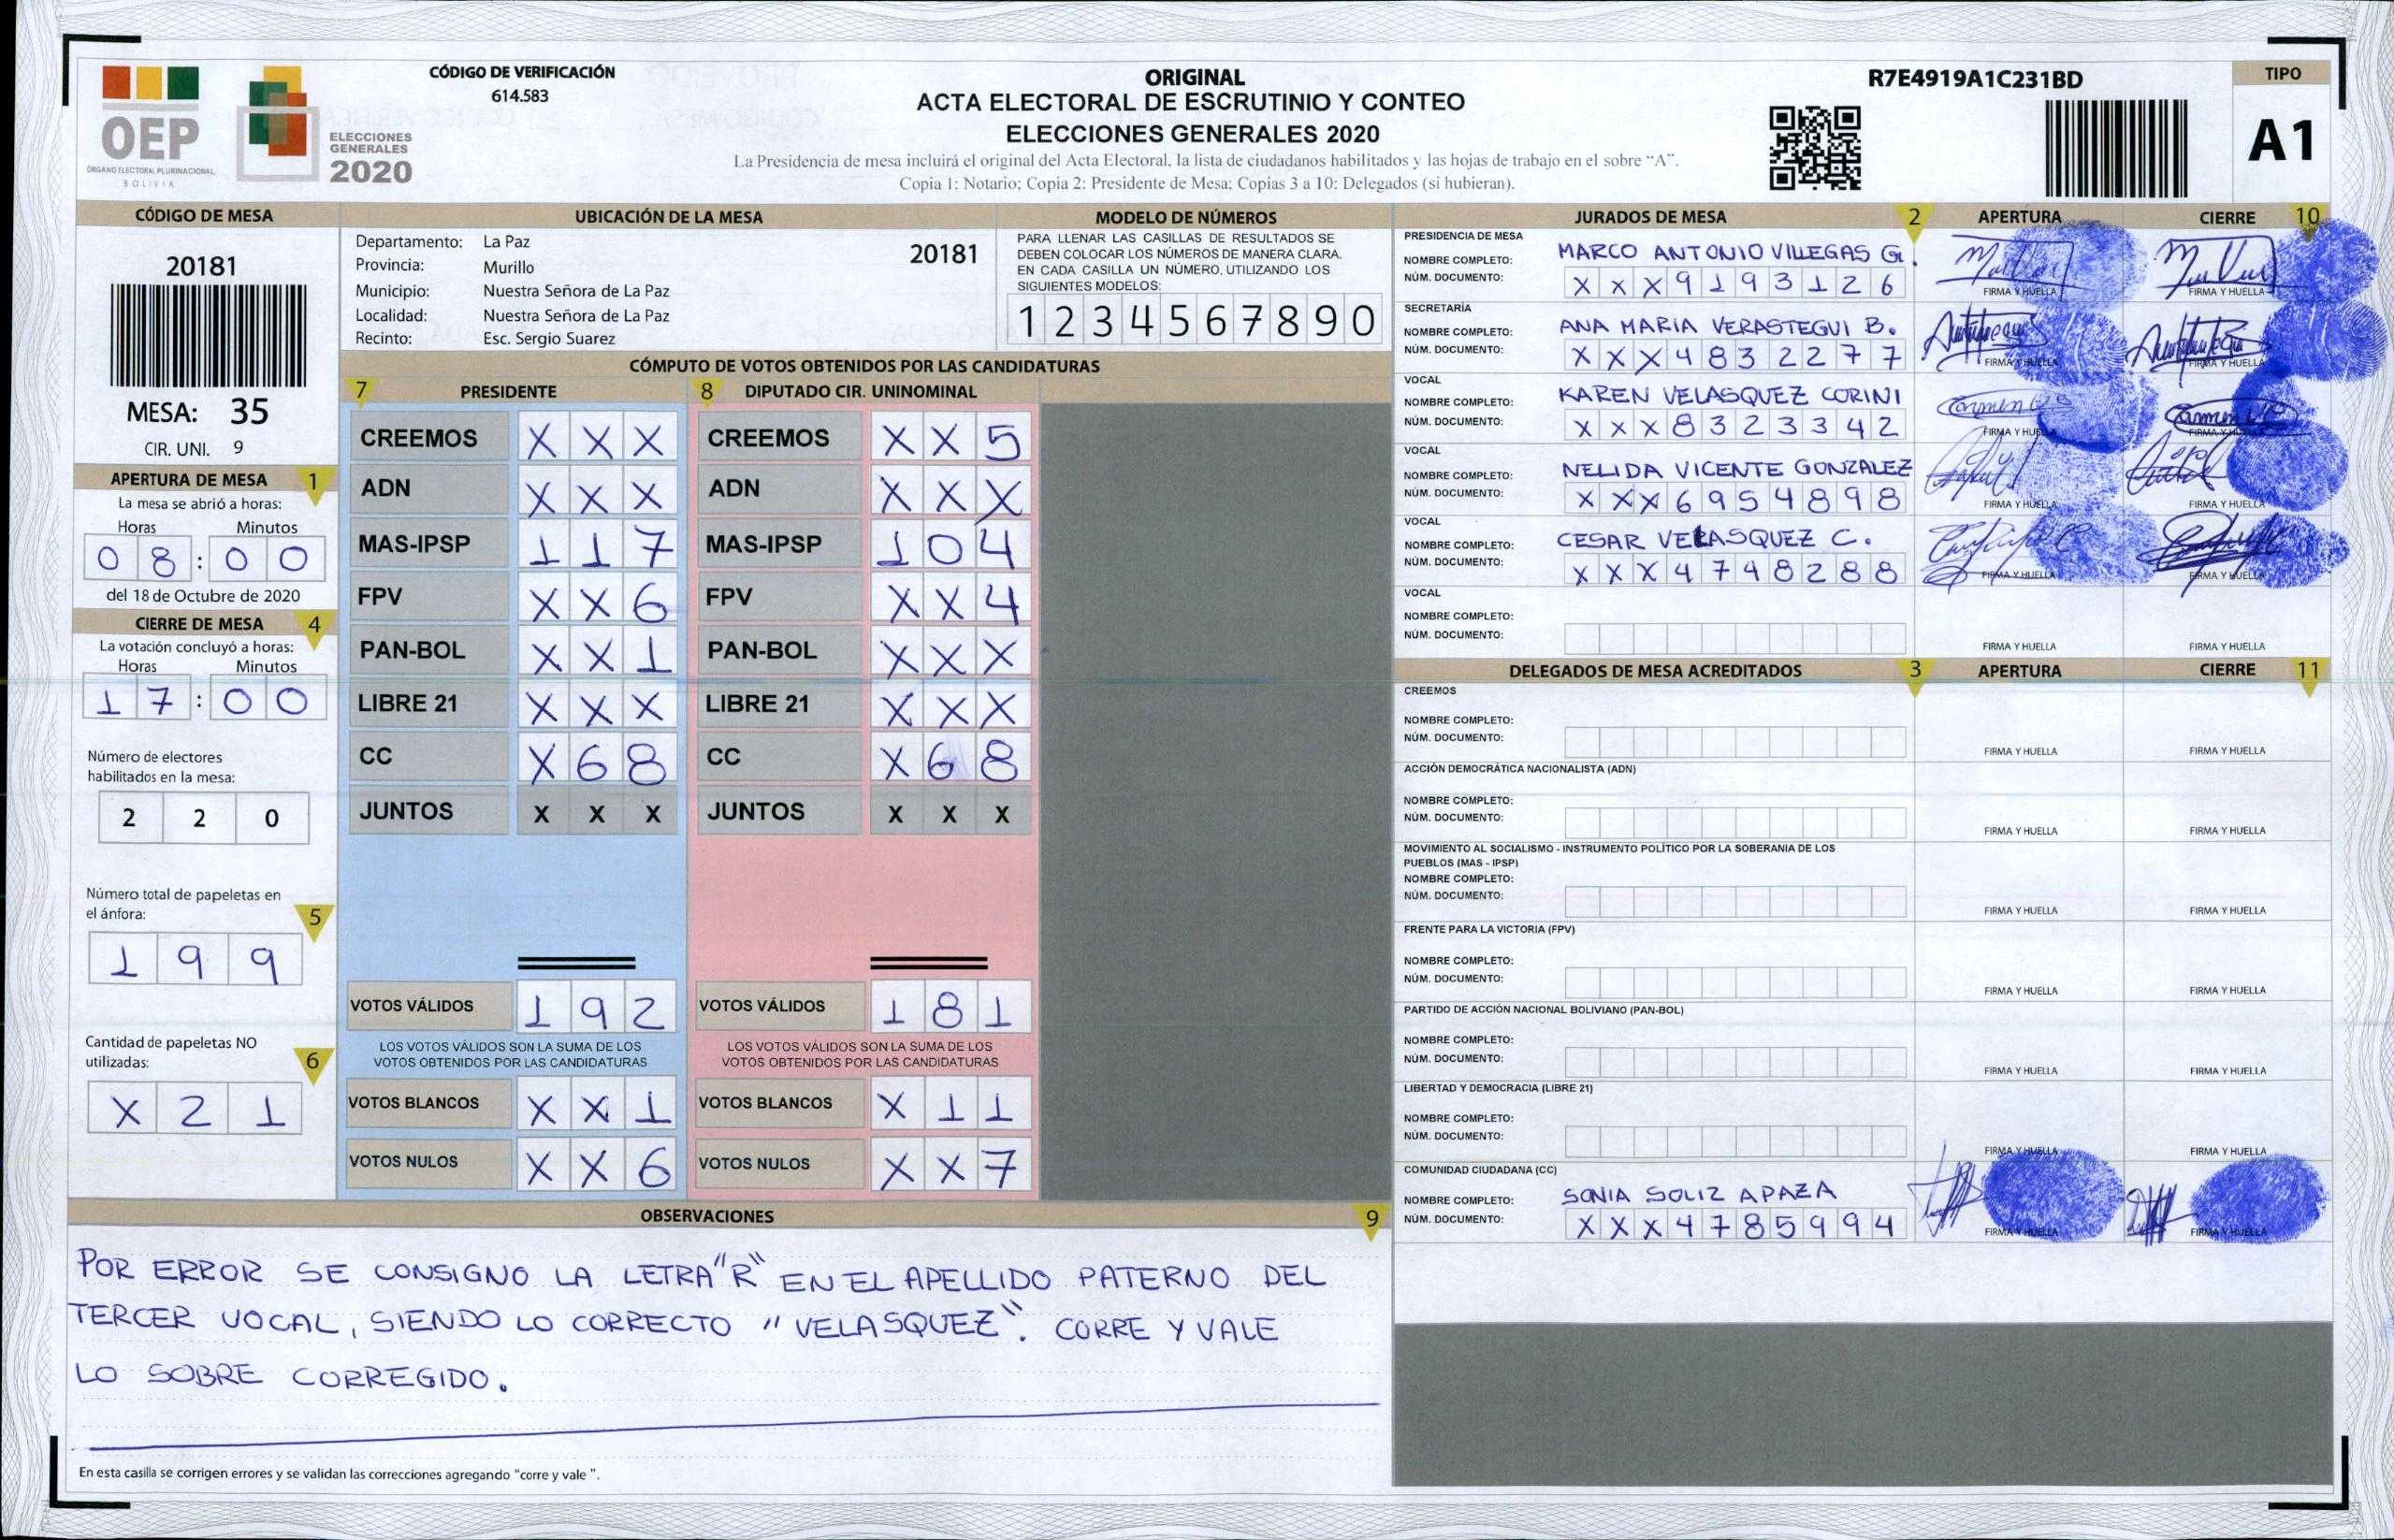 OEP
ÓRGANO ELECTORAL PLURINACIONAL
BOLIVIA
ELECCIONES
GENERALES
2020
CÓDIGO DE VERIFICACIÓN
614.583
ORIGINAL
ACTA ELECTORAL DE ESCRUTINIO Y CONTEO
ELECCIONES GENERALES 2020
La Presidencia de mesa incluirá el original del Acta Electoral, la lista de ciudadanos habilitados y las hojas de trabajo en el sobre “A”.
Copia 1: Notario; Copia 2: Presidente de Mesa; Copias 3 a 10: Delegados (si hubieran).
R7E4919A1C231BD
TIPO
A1
CÓDIGO DE MESA
20181
MESA: 35
CIR. UNI. 9
APERTURA DE MESA 1
La mesa se abrió a horas:
Horas Minutos
0 8 : 0 0
del 18 de Octubre de 2020
CIERRE DE MESA 4
La votación concluyó a horas:
Horas Minutos
1 7 : 0 0
Número de electores
habilitados en la mesa:
2 2 0
Número total de papeletas en
el ánfora: 5
1 9 9
Cantidad de papeletas NO
utilizadas: 6
X 2 1
UBICACIÓN DE LA MESA
Departamento: La Paz 20181
Provincia: Murillo
Municipio: Nuestra Señora de La Paz
Localidad: Nuestra Señora de La Paz
Recinto: Esc. Sergio Suarez
MODELO DE NÚMEROS
PARA LLENAR LAS CASILLAS DE RESULTADOS SE
DEBEN COLOCAR LOS NÚMEROS DE MANERA CLARA.
EN CADA CASILLA UN NÚMERO, UTILIZANDO LOS
SIGUIENTES MODELOS:
1 2 3 4 5 6 7 8 9 0
CÓMPUTO DE VOTOS OBTENIDOS POR LAS CANDIDATURAS
7 PRESIDENTE 8 DIPUTADO CIR. UNINOMINAL
CREEMOS X X X CREEMOS X X 5
ADN X X X ADN X X X
MAS-IPSP 1 1 7 MAS-IPSP 1 0 4
FPV X X 6 FPV X X 4
PAN-BOL X X 1 PAN-BOL X X X
LIBRE 21 X X X LIBRE 21 X X X
CC X 6 8 CC X 6 8
JUNTOS X X X JUNTOS X X X
VOTOS VÁLIDOS 1 9 2 VOTOS VÁLIDOS 1 8 1
LOS VOTOS VÁLIDOS SON LA SUMA DE LOS LOS VOTOS VÁLIDOS SON LA SUMA DE LOS
VOTOS OBTENIDOS POR LAS CANDIDATURAS VOTOS OBTENIDOS POR LAS CANDIDATURAS
VOTOS BLANCOS X X 1 VOTOS BLANCOS X 1 1
VOTOS NULOS X X 6 VOTOS NULOS X X 7
OBSERVACIONES 9
POR ERROR SE CONSIGNO LA LETRA "R" EN EL APELLIDO PATERNO DEL
TERCER VOCAL, SIENDO LO CORRECTO "VELASQUEZ". CORRE Y VALE
LO SOBRE CORREGIDO.
En esta casilla se corrigen errores y se validan las correcciones agregando "corre y vale ".
JURADOS DE MESA 2 APERTURA CIERRE 10
PRESIDENCIA DE MESA
NOMBRE COMPLETO: MARCO ANTONIO VILLEGAS G.
NÚM. DOCUMENTO: X X X 9 1 9 3 1 2 6 FIRMA Y HUELLA FIRMA Y HUELLA
SECRETARÍA
NOMBRE COMPLETO: ANA MARIA VERASTEGUI B.
NÚM. DOCUMENTO: X X X 4 8 3 2 2 7 7 FIRMA Y HUELLA FIRMA Y HUELLA
VOCAL
NOMBRE COMPLETO: KAREN VELASQUEZ CORINI
NÚM. DOCUMENTO: X X X 8 3 2 3 3 4 2 FIRMA Y HUELLA FIRMA Y HUELLA
VOCAL
NOMBRE COMPLETO: NELIDA VICENTE GONZALEZ
NÚM. DOCUMENTO: X X X 6 9 5 4 8 9 8 FIRMA Y HUELLA FIRMA Y HUELLA
VOCAL
NOMBRE COMPLETO: CESAR VELASQUEZ C.
NÚM. DOCUMENTO: X X X 4 7 4 8 2 8 8 FIRMA Y HUELLA FIRMA Y HUELLA
VOCAL
NOMBRE COMPLETO:
NÚM. DOCUMENTO: FIRMA Y HUELLA FIRMA Y HUELLA
DELEGADOS DE MESA ACREDITADOS 3 APERTURA CIERRE 11
CREEMOS
NOMBRE COMPLETO:
NÚM. DOCUMENTO: FIRMA Y HUELLA FIRMA Y HUELLA
ACCIÓN DEMOCRÁTICA NACIONALISTA (ADN)
NOMBRE COMPLETO:
NÚM. DOCUMENTO: FIRMA Y HUELLA FIRMA Y HUELLA
MOVIMIENTO AL SOCIALISMO - INSTRUMENTO POLÍTICO POR LA SOBERANIA DE LOS
PUEBLOS (MAS - IPSP)
NOMBRE COMPLETO:
NÚM. DOCUMENTO: FIRMA Y HUELLA FIRMA Y HUELLA
FRENTE PARA LA VICTORIA (FPV)
NOMBRE COMPLETO:
NÚM. DOCUMENTO: FIRMA Y HUELLA FIRMA Y HUELLA
PARTIDO DE ACCIÓN NACIONAL BOLIVIANO (PAN-BOL)
NOMBRE COMPLETO:
NÚM. DOCUMENTO: FIRMA Y HUELLA FIRMA Y HUELLA
LIBERTAD Y DEMOCRACIA (LIBRE 21)
NOMBRE COMPLETO:
NÚM. DOCUMENTO: FIRMA Y HUELLA FIRMA Y HUELLA
COMUNIDAD CIUDADANA (CC)
NOMBRE COMPLETO: SONIA SOLIZ APAZA
NÚM. DOCUMENTO: X X X 4 7 8 5 9 9 4 FIRMA Y HUELLA FIRMA Y HUELLA